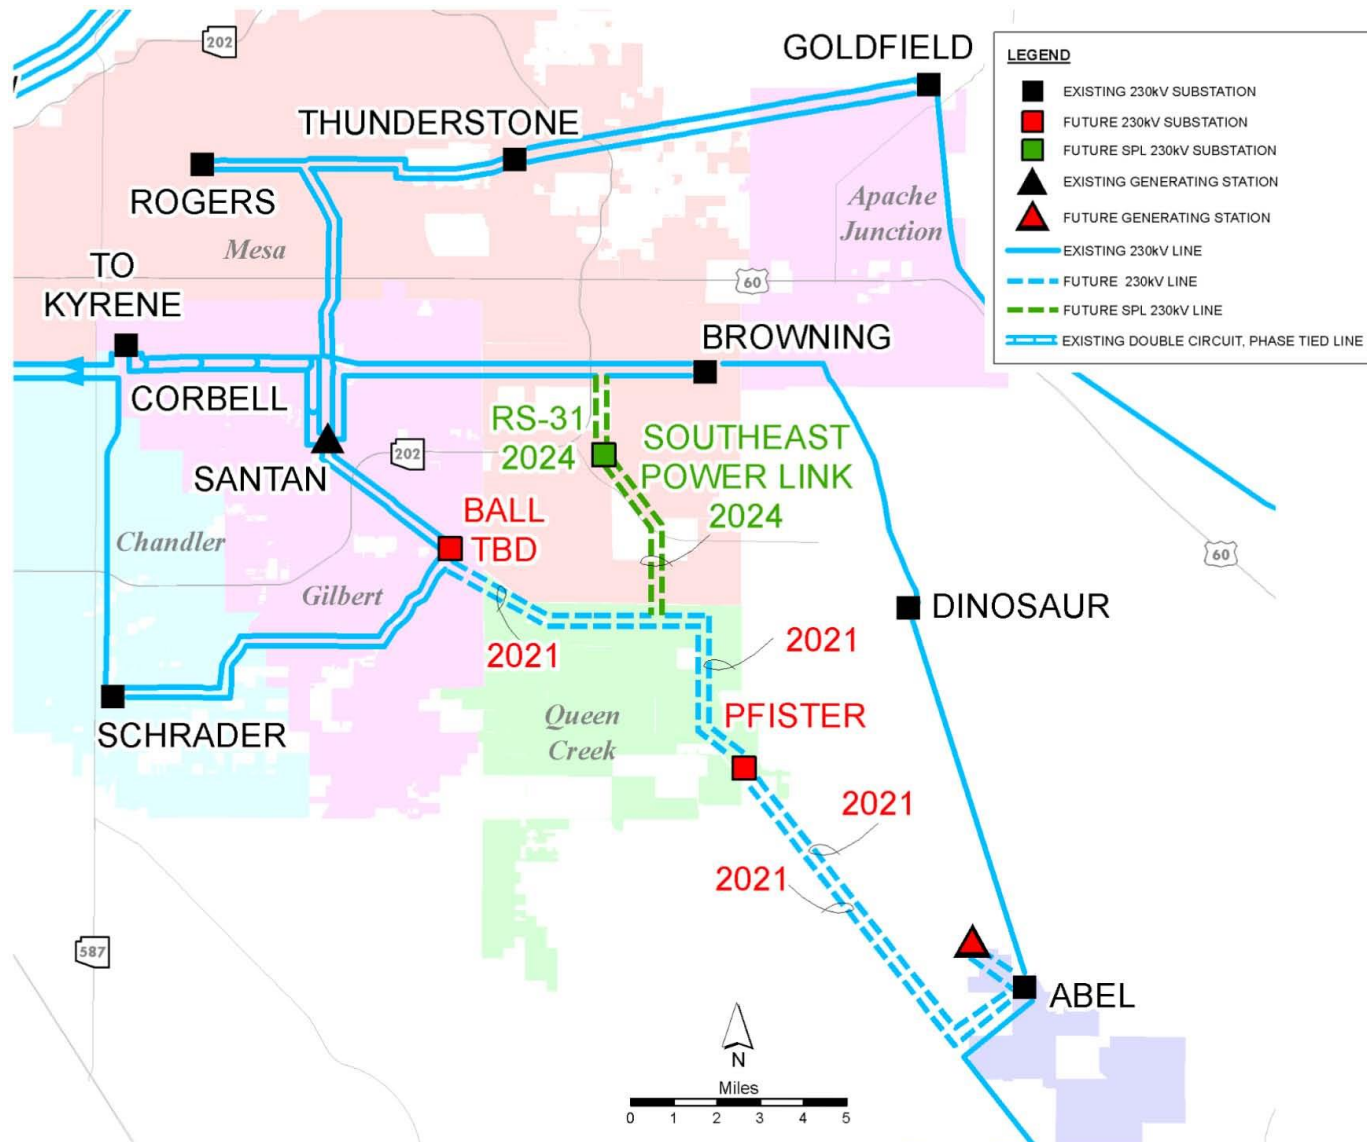 202
GOLDFIELD
THUNDERSTONE
ROGERS
Mesa
Apache
Junction
TO
KYRENE
60
BROWNING
CORBELL
RS-31
2024
SOUTHEAST
POWER LINK
2024
202
SANTAN
BALL
TBD
Chandler
Gilbert
60
DINOSAUR
2021
2021
SCHRADER
Queen
Creek
PFISTER
2021
2021
587
ABEL
N
Miles
0 1 2 3 4 5
LEGEND
EXISTING 230kV SUBSTATION
FUTURE 230kV SUBSTATION
FUTURE SPL 230kV SUBSTATION
EXISTING GENERATING STATION
FUTURE GENERATING STATION
EXISTING 230kV LINE
FUTURE 230kV LINE
FUTURE SPL 230kV LINE
EXISTING DOUBLE CIRCUIT, PHASE TIED LINE